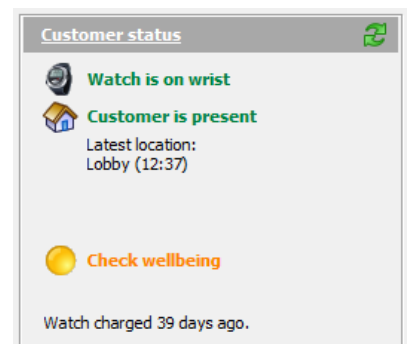 Customer status
Watch is on wrist
Customer is present
Latest location:
Lobby (12:37)
Check wellbeing
Watch charged 39 days ago.